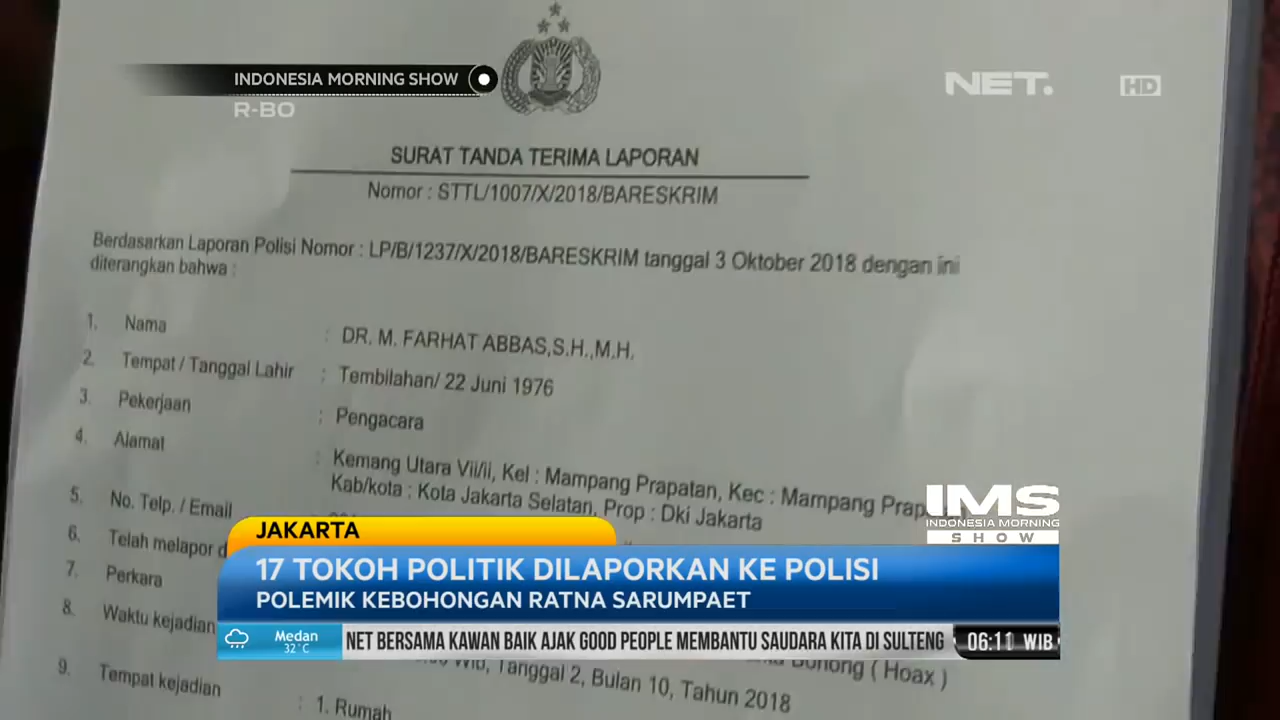 INDONESIA MORNING SHOW
R-BO
NET.
HD
SURAT TANDA TERIMA LAPORAN
Nomor : STTL/1007/X/2018/BARESKRIM
Berdasarkan Laporan Polisi Nomor : LP/B/1237/X/2018/BARESKRIM tanggal 3 Oktober 2018 dengan ini
diterangkan bahwa :
1. Nama : DR. M. FARHAT ABBAS,S.H.,M.H.
2. Tempat / Tanggal Lahir : Tembilahan/ 22 Juni 1976
3. Pekerjaan : Pengacara
4. Alamat : Kemang Utara Vii/ii, Kel : Mampang Prapatan, Kec : Mampang
Kab/kota : Kota Jakarta Selatan, Prop : Dki Jakarta
5. No. Telp. / Email
6. Telah melapor
7. Perkara
8. Waktu kejadian
Bohong ( Hoax )
Tanggal 2, Bulan 10, Tahun 2018
9. Tempat kejadian : 1. Rumah
IMS
INDONESIA MORNING
SHOW
JAKARTA
17 TOKOH POLITIK DILAPORKAN KE POLISI
POLEMIK KEBOHONGAN RATNA SARUMPAET
Medan
32°C
NET BERSAMA KAWAN BAIK AJAK GOOD PEOPLE MEMBANTU SAUDARA KITA DI SULTENG
06:11 WIB